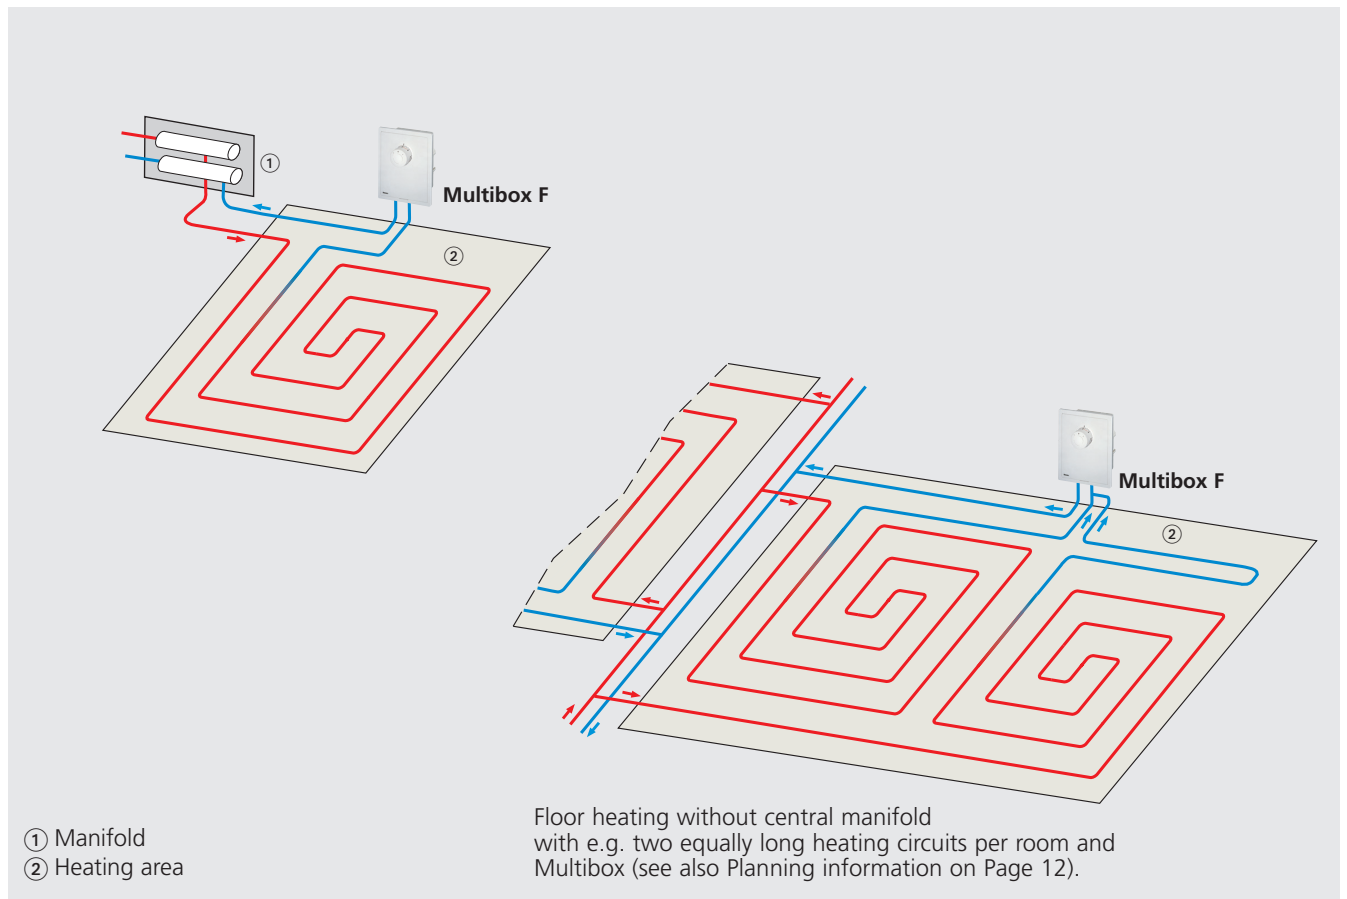 ①
Multibox F
②
Multibox F
②
① Manifold
② Heating area
Floor heating without central manifold
with e.g. two equally long heating circuits per room and
Multibox (see also Planning information on Page 12).